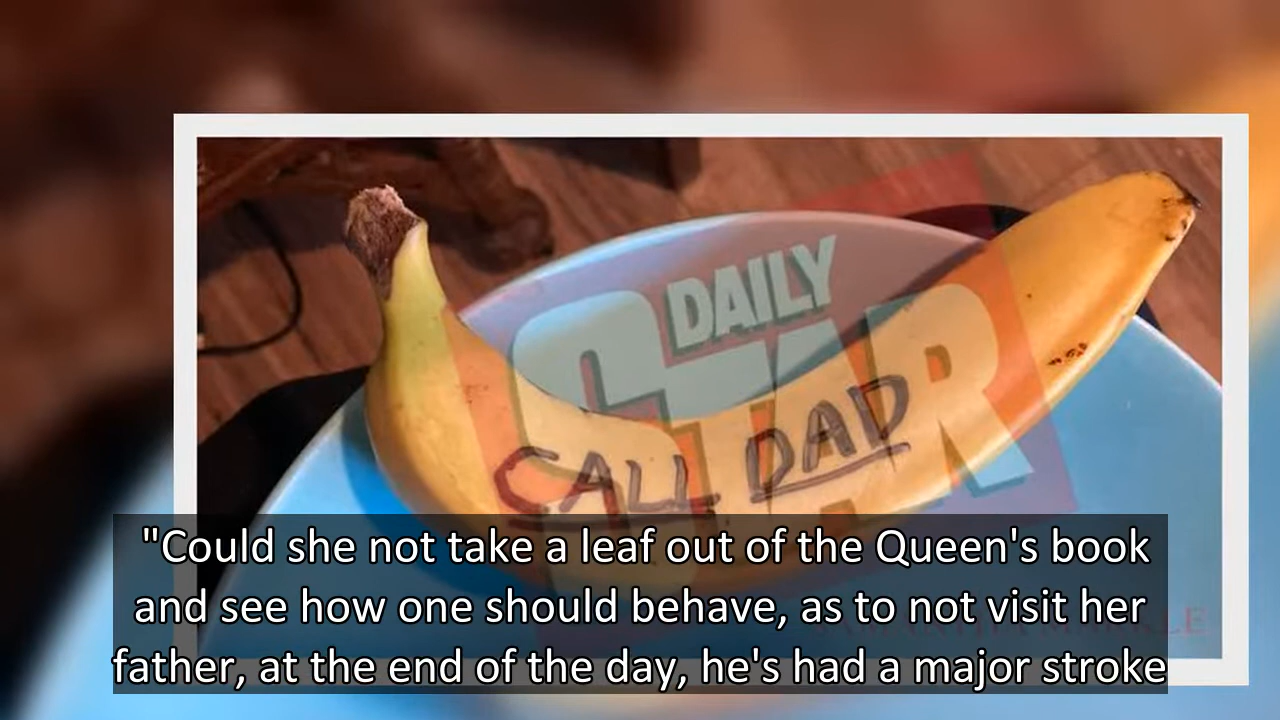 DAILY
STAR
CALL DAD
"Could she not take a leaf out of the Queen's book
and see how one should behave, as to not visit her
father, at the end of the day, he's had a major stroke